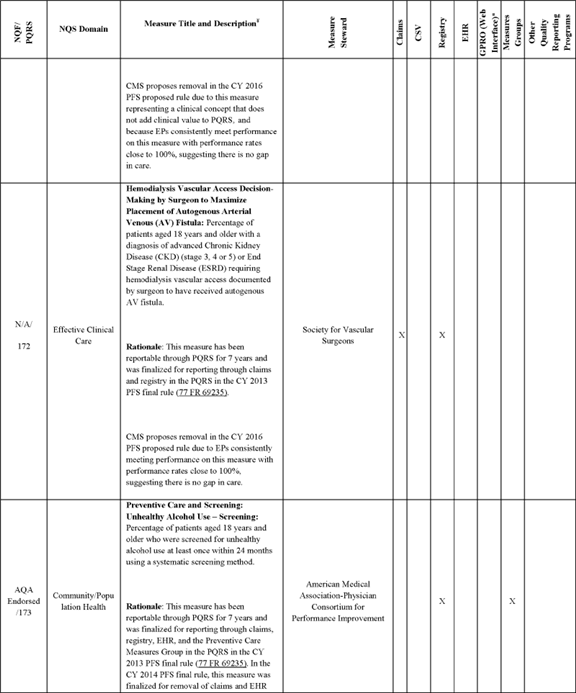 NQF/
PQRS
NQS Domain
Measure Title and Description¥
Measure
Steward
Claims
CSV
Registry
EHR
GPRO (Web
Interface)*
Measures
Groups
Other
Quality
Reporting
Programs
CMS proposes removal in the CY 2016
PFS proposed rule due to this measure
representing a clinical concept that does
not add clinical value to PQRS, and
because EPs consistently meet performance
on this measure with performance rates
close to 100%, suggesting there is no gap
in care.
N/A/
172
Effective Clinical
Care
Hemodialysis Vascular Access Decision-
Making by Surgeon to Maximize
Placement of Autogenous Arterial
Venous (AV) Fistula: Percentage of
patients aged 18 years and older with a
diagnosis of advanced Chronic Kidney
Disease (CKD) (stage 3, 4 or 5) or End
Stage Renal Disease (ESRD) requiring
hemodialysis vascular access documented
by surgeon to have received autogenous
AV fistula.
Rationale: This measure has been
reportable through PQRS for 7 years and
was finalized for reporting through claims
and registry in the PQRS in the CY 2013
PFS final rule (77 FR 69235).
CMS proposes removal in the CY 2016
PFS proposed rule due to EPs consistently
meeting performance on this measure with
performance rates close to 100%,
suggesting there is no gap in care.
Society for Vascular
Surgeons
X
X
AQA
Endorsed
/173
Community/Popu
lation Health
Preventive Care and Screening:
Unhealthy Alcohol Use – Screening:
Percentage of patients aged 18 years and
older who were screened for unhealthy
alcohol use at least once within 24 months
using a systematic screening method.
Rationale: This measure has been
reportable through PQRS for 7 years and
was finalized for reporting through claims,
registry, EHR, and the Preventive Care
Measures Group in the PQRS in the CY
2013 PFS final rule (77 FR 69235). In the
CY 2014 PFS final rule, this measure was
finalized for removal of claims and EHR
American Medical
Association-Physician
Consortium for
Performance Improvement
X
X